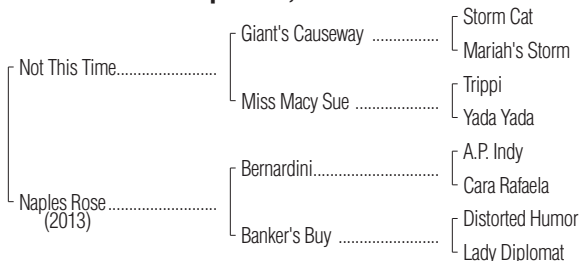 Giant's Causeway ................
Storm Cat
Mariah's Storm
Not This Time.......................
Miss Macy Sue ...................
Trippi
Yada Yada
Bernardini............................
A.P. Indy
Cara Rafaela
Naples Rose .........................
(2013)
Banker's Buy .......................
Distorted Humor
Lady Diplomat